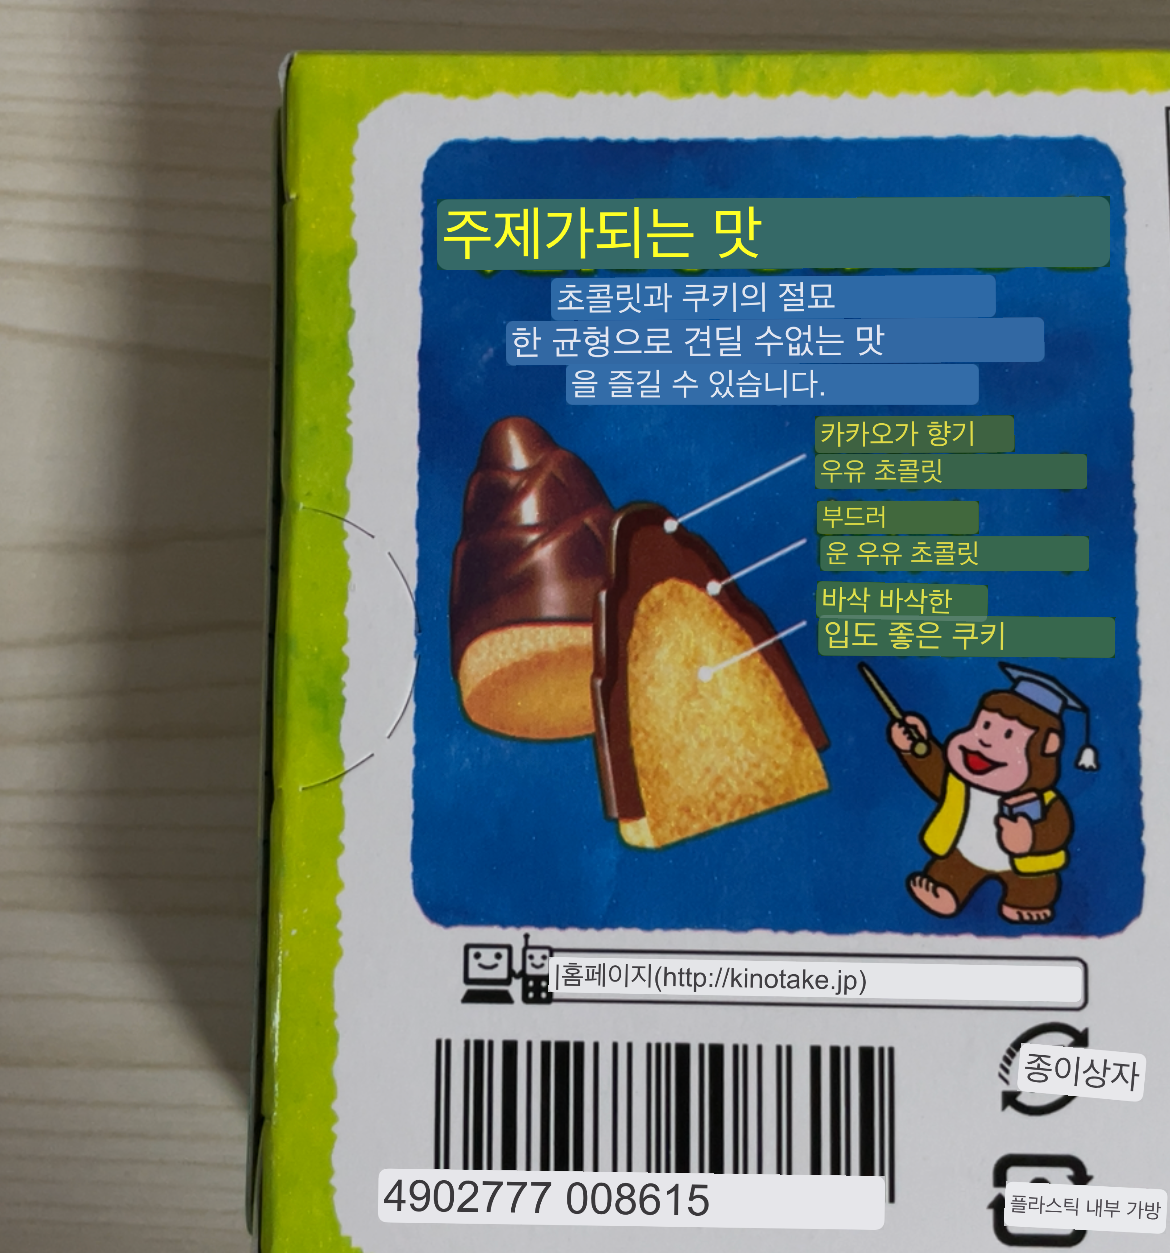 주제가되는 맛
초콜릿과 쿠키의 절묘
한 균형으로 견딜 수없는 맛
을 즐길 수 있습니다.
카카오가 향기
우유 초콜릿
부드러
운 우유 초콜릿
바삭 바삭한
입도 좋은 쿠키
|홈페이지(http://kinotake.jp)
종이상자
4902777 008615
플라스틱 내부 가방